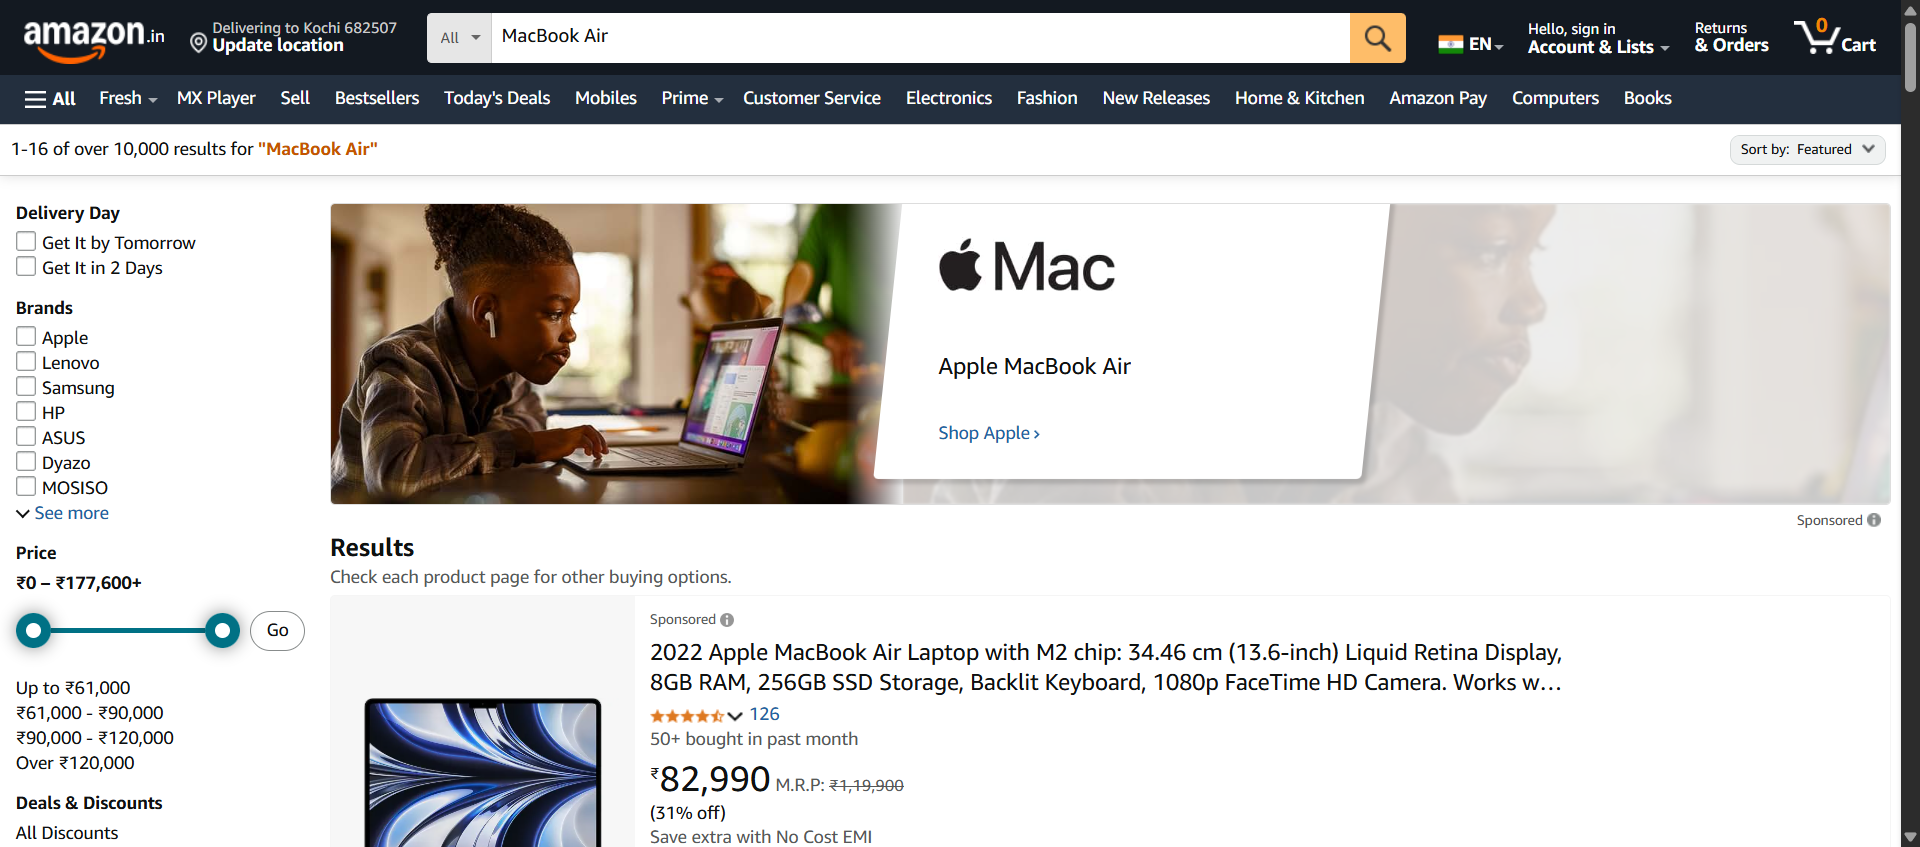 amazon.in
Delivering to Kochi 682507
Update location
All
MacBook Air
EN
Hello, sign in
Account & Lists
Returns
& Orders
0
Cart
All
Fresh
MX Player
Sell
Bestsellers
Today's Deals
Mobiles
Prime
Customer Service
Electronics
Fashion
New Releases
Home & Kitchen
Amazon Pay
Computers
Books
1-16 of over 10,000 results for "MacBook Air"
Sort by: Featured
Delivery Day
Get It by Tomorrow
Get It in 2 Days
Brands
Apple
Lenovo
Samsung
HP
ASUS
Dyazo
MOSISO
See more
Price
₹0 – ₹177,600+
Go
Up to ₹61,000
₹61,000 - ₹90,000
₹90,000 - ₹120,000
Over ₹120,000
Deals & Discounts
All Discounts
Mac
Apple MacBook Air
Shop Apple ›
Sponsored
Results
Check each product page for other buying options.
Sponsored
2022 Apple MacBook Air Laptop with M2 chip: 34.46 cm (13.6-inch) Liquid Retina Display,
8GB RAM, 256GB SSD Storage, Backlit Keyboard, 1080p FaceTime HD Camera. Works w…
126
50+ bought in past month
₹82,990 M.R.P: ₹1,19,900
(31% off)
Save extra with No Cost EMI